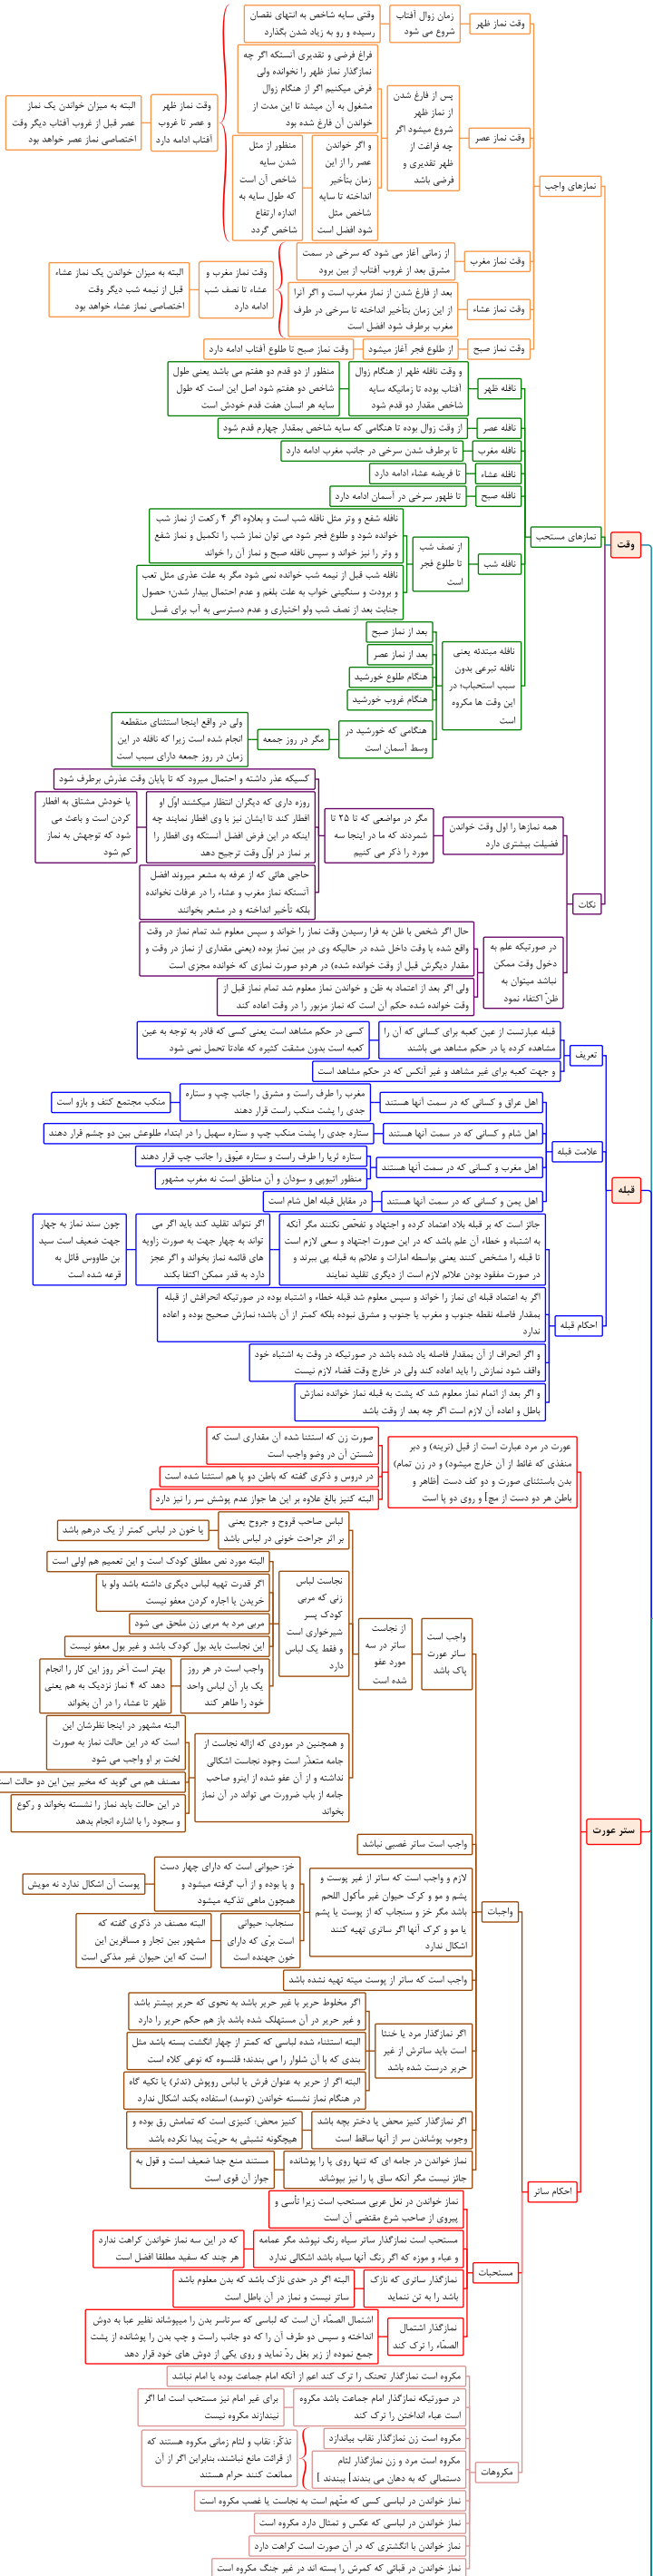 وقت
نمازهای واجب
وقت نماز ظهر
زمان زوال آفتاب
شروع می شود
وقتی سایه شاخص به انتهای نقصان
رسیده و رو به زیاد شدن بگذارد
وقت نماز عصر
پس از فارغ شدن
از نماز ظهر
شروع میشود اگر
چه فراغت از
ظهر تقدیری و
فرضی باشد
فراغ فرضی و تقدیری آنستکه اگر چه
نمازگذار نماز ظهر را نخوانده ولی
فرض میکنیم اگر از هنگام زوال
مشغول به آن میشد تا این مدت از
خواندن آن فارغ شده بود
و اگر خواندن
عصر را از این
زمان بتأخیر
انداخته تا سایه
شاخص مثل
شود افضل است
منظور از مثل
شدن سایه
شاخص آن است
که طول سایه به
اندازه ارتفاع
شاخص گردد
وقت نماز ظهر
و عصر تا غروب
آفتاب ادامه دارد
البته به میزان خواندن یک نماز
عصر قبل از غروب آفتاب دیگر وقت
اختصاصی نماز عصر خواهد بود
وقت نماز مغرب
از زمانی آغاز می شود که سرخی در سمت
مشرق بعد از غروب آفتاب از بین برود
وقت نماز عشاء
بعد از فارغ شدن از نماز مغرب است و اگر آنرا
از این زمان بتأخیر انداخته تا سرخی در طرف
مغرب برطرف شود افضل است
وقت نماز مغرب و
عشاء تا نصف شب
ادامه دارد
البته به میزان خواندن یک نماز عشاء
قبل از نیمه شب دیگر وقت
اختصاصی نماز عشاء خواهد بود
وقت نماز صبح
از طلوع فجر آغاز میشود
وقت نماز صبح تا طلوع آفتاب ادامه دارد
نمازهای مستحب
نافله ظهر
و وقت نافله ظهر از هنگام زوال
آفتاب بوده تا زمانیکه سایه
شاخص مقدار دو قدم شود
منظور از دو قدم دو هفتم می باشد یعنی طول
شاخص دو هفتم شود اصل این است که طول
سایه هر انسان هفت قدم خودش است
نافله عصر
از وقت زوال بوده تا هنگامی که سایه شاخص بمقدار چهارم قدم شود
نافله مغرب
تا برطرف شدن سرخی در جانب مغرب ادامه دارد
نافله عشاء
تا فریضه عشاء ادامه دارد
نافله صبح
تا ظهور سرخی در آسمان ادامه دارد
نافله شب
از نصف شب
تا طلوع فجر
است
نافله شفع و وتر مثل نافله شب است و بعلاوه اگر ۴ رکعت از نماز شب
خوانده شود و طلوع فجر شود می توان نماز شب را تکمیل و نماز شفع
و وتر را نیز خواند و سپس نافله صبح و نماز آن را خواند
نافله شب قبل از نیمه شب خوانده نمی شود مگر به علت عذری مثل تعب
و برودت و سنگینی خواب به علت بلغم و عدم احتمال بیدار شدن؛ حصول
جنابت بعد از نصف شب ولو اختیاری و عدم دسترسی به آب برای غسل
نافله مبتدئه یعنی
نافله تبرعی بدون
سبب استحباب؛ در
این وقت ها مکروه
است
بعد از نماز صبح
بعد از نماز عصر
هنگام طلوع خورشید
هنگام غروب خورشید
هنگامی که خورشید در
وسط آسمان است
مگر در روز جمعه
ولی در واقع اینجا استثنای منقطعه
انجام شده است زیرا که نافله در این
زمان در روز جمعه دارای سبب است
نکات
همه نمازها را اول وقت خواندن
فضیلت بیشتری دارد
مگر در مواضعی که تا ۲۵ تا
شمردند که ما در اینجا سه
مورد را ذکر می کنیم
کسیکه عذر داشته و احتمال میرود که تا پایان وقت عذرش برطرف شود
روزه داری که دیگران انتظار میکشند اوّل او
افطار کند تا ایشان نیز با وی افطار نمایند چه
اینکه در این فرض افضل آنستکه وی افطار را
بر نماز در اوّل وقت ترجیح دهد
یا خودش مشتاق به افطار
کردن است و باعث می
شود که توجهش به نماز
کم شود
حاجی هائی که از عرفه به مشعر میروند افضل
آنستکه نماز مغرب و عشاء را در عرفات نخوانده
بلکه تأخیر انداخته و در مشعر بخوانند
در صورتیکه علم به
دخول وقت ممکن
نباشد میتوان به
ظنّ اکتفاء نمود
حال اگر شخص با ظن به فرا رسیدن وقت نماز را خواند و سپس معلوم شد تمام نماز در وقت
واقع شده یا وقت داخل شده در حالیکه وی در بین نماز بوده (یعنی مقداری از نماز در وقت و
مقدار دیگرش قبل از وقت خوانده شده) در هردو صورت نمازی که خوانده مجزی است
ولی اگر بعد از اعتماد به ظن و خواندن نماز معلوم شد تمام نماز قبل از
وقت خوانده شده حکم آن است که نماز مزبور را در وقت اعاده کند
قبله
تعریف
قبله عبارتست از عین کعبه برای کسانی که آن را
مشاهده کرده یا در حکم مشاهد می باشند
کسی در حکم مشاهد است یعنی کسی که قادر به توجه به عین
کعبه است بدون مشقت کثیره که عادتا تحمل نمی شود
و جهت کعبه برای غیر مشاهد و غیر آنکس که در حکم مشاهد است
علامت قبله
اهل عراق و کسانی که در سمت آنها هستند
مغرب را طرف راست و مشرق را جانب چپ و ستاره
جدی را پشت منکب راست قرار دهند
منکب مجتمع کتف و بازو است
اهل شام و کسانی که در سمت آنها هستند
ستاره جدی را پشت منکب چپ و ستاره سهیل را در ابتداء طلوعش بین دو چشم قرار دهند
اهل مغرب و کسانی که در سمت آنها هستند
ستاره ثریا را طرف راست و ستاره عیّوق را جانب چپ قرار دهند
منظور اتیوپی و سودان و آن مناطق است نه مغرب مشهور
اهل یمن و کسانی که در سمت آنها هستند
در مقابل قبله اهل شام است
احکام قبله
جائز است که بر قبله بلاد اعتماد کرده و اجتهاد و تفحّص نکنند مگر آنکه
به اشتباه و خطاء آن علم باشد که در این صورت اجتهاد و سعی لازم است
تا قبله را مشخص کنند یعنی بواسطه امارات و علائم به قبله پی ببرند و
در صورت مفقود بودن علائم لازم است از دیگری تقلید نمایند
اگر نتواند تقلید کند باید اگر می
تواند به چهار جهت به صورت زاویه
های قائمه نماز بخواند و اگر عجز
دارد به قدر ممکن اکتفا بکند
چون سند نماز به چهار
جهت ضعیف است سید
بن طاووس قائل به
قرعه شده است
اگر به اعتماد قبله ای نماز را خواند و سپس معلوم شد قبله خطاء و اشتباه بوده در صورتیکه انحرافش از قبله
بمقدار فاصله نقطه جنوب و مغرب یا جنوب و مشرق نبوده بلکه کمتر از آن باشد؛ نمازش صحیح بوده و اعاده
ندارد
و اگر انحراف از آن بمقدار فاصله یاد شده باشد در صورتیکه در وقت به اشتباه خود
واقف شود نمازش را باید اعاده کند ولی در خارج وقت قضاء لازم نیست
و اگر بعد از اتمام نماز معلوم شد که پشت به قبله نماز خوانده نمازش
باطل و اعاده آن لازم است اگر چه بعد از وقت باشد
ستر عورت
عورت در مرد عبارت است از قبل (نرینه) و دبر
منفذی که غائط از آن خارج میشود) و در زن تمام)
بدن باستثنای صورت و دو کف دست [ظاهر و
باطن هر دو دست از مچ] و روی دو پا است
صورت زن که استثنا شده آن مقداری است که
شستن آن در وضو واجب است
در دروس و ذکری گفته که باطن دو پا هم استثنا شده است
البته کنیز بالغ علاوه بر این ها جواز عدم پوشش سر را نیز دارد
احکام ساتر
واجبات
واجب است
ساتر عورت
پاک باشد
از نجاست
ساتر در سه
مورد عفو
شده است
لباس صاحب قروح و جروح یعنی
بر اثر جراحت خونی در لباس باشد
یا خون در لباس کمتر از یک درهم باشد
نجاست لباس
زنی که مربی
کودک پسر
شیرخواری است
و فقط یک لباس
دارد
البته مورد نص مطلق کودک است و این تعمیم هم اولی است
اگر قدرت تهیه لباس دیگری داشته باشد ولو با
خریدن یا اجاره کردن معفو نیست
مربی مرد به مربی زن ملحق می شود
این نجاست باید بول کودک باشد و غیر بول معفو نیست
واجب است در هر روز
یک بار آن لباس واحد
خود را طاهر کند
بهتر است آخر روز این کار را انجام
دهد که ۴ نماز نزدیک به هم یعنی
ظهر تا عشاء را در آن بخواند
و همچنین در موردی که ازاله نجاست از
جامه متعذّر است وجود نجاست اشکالی
نداشته و از آن عفو شده از اینرو صاحب
جامه از باب ضرورت می تواند در آن نماز
بخواند
البته مشهور در اینجا نظرشان این
است که در این حالت نماز به صورت
لخت بر او واجب می شود
مصنف هم می گوید که مخیر بین این دو حالت است
در این حالت باید نماز را نشسته بخواند و رکوع
و سجود را با اشاره انجام بدهد
واجب است ساتر غصبی نباشد
لازم و واجب است که ساتر از غیر پوست و
پشم و مو و کرک حیوان غیر مأکول اللحم
باشد مگر خز و سنجاب که از پوست یا پشم
یا مو و کرک آنها اگر ساتری تهیه کنند
اشکال ندارد
خز: حیوانی است که دارای چهار دست
و پا بوده و از آب گرفته میشود و
همچون ماهی تذکیه میشود
پوست آن اشکال ندارد نه مویش
سنجاب: حیوانی
است برّی که دارای
خون جهنده است
البته مصنف در ذکری گفته که
مشهور بین تجار و مسافرین این
است که این حیوان غیر مذکی است
واجب است که ساتر از پوست میته تهیه نشده باشد
اگر نمازگذار مرد یا خنثا
است باید ساترش از غیر
حریر درست شده باشد
اگر مخلوط حریر با غیر حریر باشد به نحوی که حریر بیشتر باشد
و غیر حریر در آن مستهلک شده باشد باز هم حکم حریر را دارد
البته استثناء شده لباسی که کمتر از چهار انگشت بسته باشد مثل
بندی که با آن شلوار را می بندند؛ قلنسوه که نوعی کلاه است
البته اگر از حریر به عنوان فرش یا لباس روپوش (تدثر) یا تکیه گاه
در هنگام نماز نشسته خواندن (توسد) استفاده بکند اشکال ندارد
اگر نمازگذار کنیز محض یا دختر بچه باشد
وجوب پوشاندن سر از آنها ساقط است
کنیز محض: کنیزی است که تمامش رق بوده و
هیچگونه تشبثی به حریّت پیدا نکرده باشد
نماز خواندن در جامه ای که تنها روی پا را پوشانده
جائز نیست مگر آنکه ساق پا را نیز بپوشاند
مستند منع جدا ضعیف است و قول به
جواز آن قوی است
مستحبات
نماز خواندن در نعل عربی مستحب است زیرا تأسی و
پیروی از صاحب شرع مقتضی آن است
مستحب است نمازگذار ساتر سیاه رنگ نپوشد مگر عمامه
و عباء و موزه که اگر رنگ آنها سیاه باشد اشکالی ندارد
که در این سه نماز خواندن کراهت ندارد
هر چند که سفید مطلقا افضل است
نمازگذار ساتری که نازک
باشد را به تن ننماید
البته اگر در حدی نازک باشد که بدن معلوم باشد
ساتر نیست و نماز در آن باطل است
نمازگذار اشتمال
الصمّاء را ترک کند
اشتمال الصمّاء آن است که لباسی که سرتاسر بدن را میپوشاند نظیر عبا به دوش
انداخته و سپس دو طرف آن را که دو جانب راست و چپ بدن را پوشانده از پشت
جمع نموده از زیر بغل ردّ نماید و روی یکی از دوش های خود قرار دهد
مکروهات
مکروه است نمازگذار تحنک را ترک کند اعم از آنکه امام جماعت بوده یا امام نباشد
در صورتیکه نمازگذار امام جماعت باشد مکروه
است عباء انداختن را ترک کند
برای غیر امام نیز مستحب است اما اگر
نیندازند مکروه نیست
مکروه است زن نمازگذار نقاب بیاندازد
مکروه است مرد و زن نمازگذار لثام
دستمالی که به دهان می بندند] ببندند [
تذکّر: نقاب و لثام زمانی مکروه هستند که
از قرائت مانع نباشند، بنابراین اگر از آن
ممانعت کنند حرام هستند
نماز خواندن در لباسی کسی که متّهم است به نجاست یا غصب مکروه است
نماز خواندن در لباسی که عکس و تمثال دارد مکروه است
نماز خواندن با انگشتری که در آن صورت است کراهت دارد
نماز خواندن در قبائی که کمرش را بسته اند در غیر جنگ مکروه است